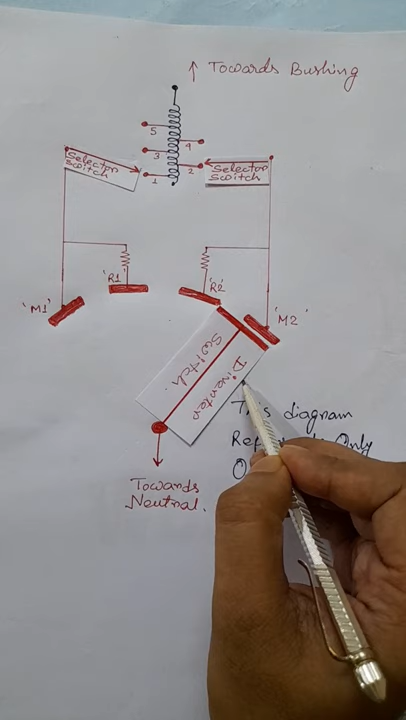 ↑ Towards Bushing
5
4
3
2
1
Selector
Switch
Selector
Switch
'R1'
'R2'
'M1'
'M2'
Diverter
Switch.
This diagram
Only
Towards
Neutral.